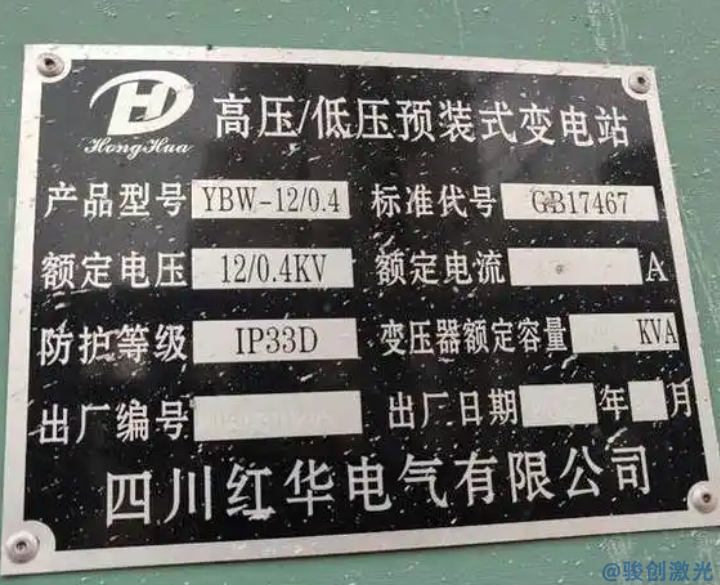 HongHua
高压/低压预装式变电站
产品型号 YBW-12/0.4 标准代号 GB17467
额定电压 12/0.4KV 额定电流 A
防护等级 IP33D 变压器额定容量 KVA
出厂编号 出厂日期 年 月
四川红华电气有限公司
@骏创激光